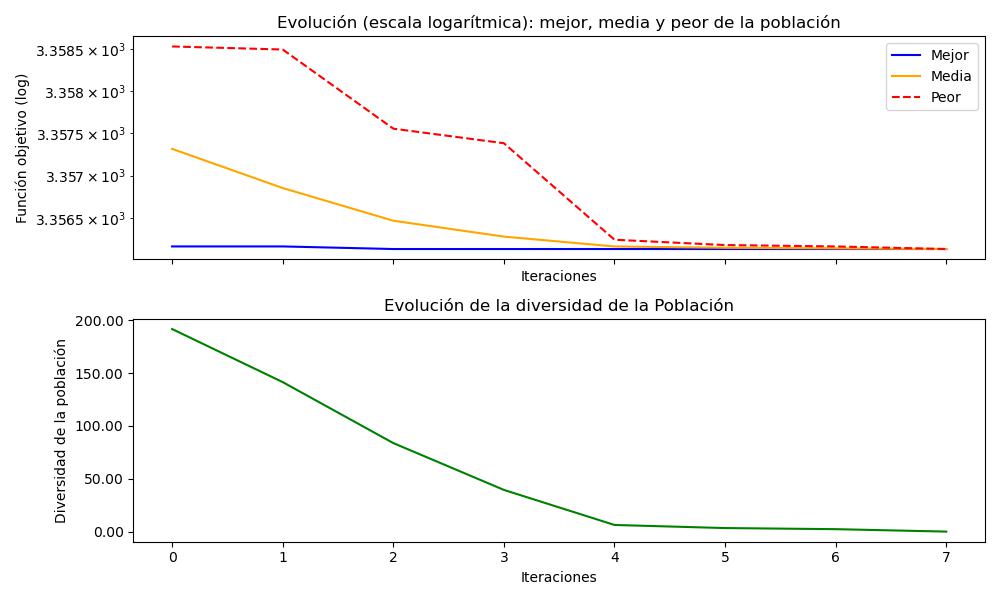 Evolución (escala logarítmica): mejor, media y peor de la población
Función objetivo (log)
3.3585 × 10³
3.358 × 10³
3.3575 × 10³
3.357 × 10³
3.3565 × 10³
Mejor
Media
Peor
Iteraciones
Evolución de la diversidad de la Población
Diversidad de la población
200.00
150.00
100.00
50.00
0.00
0 1 2 3 4 5 6 7
Iteraciones